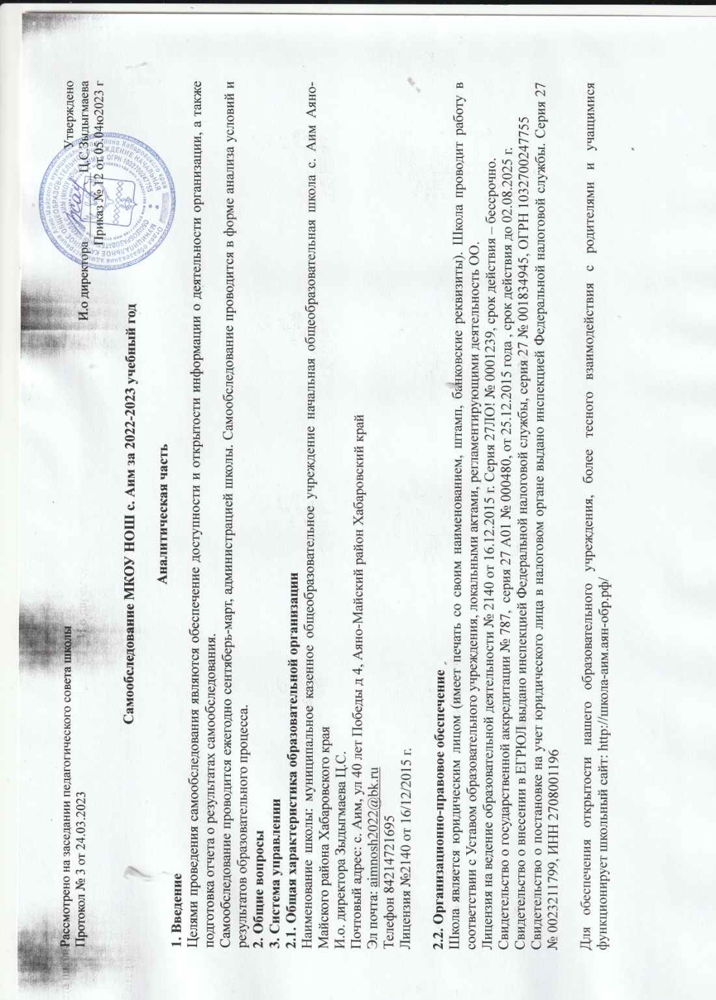 Рассмотрено на заседании педагогического совета школы
Протокол № 3 от 24.03.2023
Утверждено
И.о директора Ц.С.Зыдыгмаева
Приказ № 12 от 05.04ю2023 г
Самообследование МКОУ НОШ с. Аим за 2022-2023 учебный год
Аналитическая часть
1. Введение
Целями проведения самообследования являются обеспечение доступности и открытости информации о деятельности организации, а также
подготовка отчета о результатах самообследования.
Самообследование проводится ежегодно сентябрь-март, администрацией школы. Самообследование проводится в форме анализа условий и
результатов образовательного процесса.
2. Общие вопросы
3. Система управления
2.1. Общая характеристика образовательной организации
Наименование школы: муниципальное казенное общеобразовательное учреждение начальная общеобразовательная школа с. Аим Аяно-
Майского района Хабаровского края
И.о. директора Зыдыгмаева Ц.С.
Почтовый адрес: с. Аим, ул 40 лет Победы д 4, Аяно-Майский район Хабаровский край
Эл почта: aimnosh2022@bk.ru
Телефон 84214721695
Лицензия №2140 от 16/12/2015 г.
2.2. Организационно-правовое обеспечение
Школа является юридическим лицом (имеет печать со своим наименованием, штамп, банковские реквизиты). Школа проводит работу в
соответствии с Уставом образовательного учреждения, локальными актами, регламентирующими деятельность ОО.
Лицензия на ведение образовательной деятельности № 2140 от 16.12.2015 г. Серия 27ЛО! № 0001239, срок действия – бессрочно.
Свидетельство о государственной аккредитации № 787, серия 27 А01 № 000480, от 25.12.2015 года , срок действия до 02.08.2025 г.
Свидетельство о внесении в ЕГРЮЛ выдано инспекцией Федеральной налоговой службы, серия 27 № 001834945, ОГРН 1032700247755
Свидетельство о постановке на учет юридического лица в налоговом органе выдано инспекцией Федеральной налоговой службы. Серия 27
№ 0023211799, ИНН 2708001196
Для обеспечения открытости нашего образовательного учреждения, более тесного взаимодействия с родителями и учащимися
функционирует школьный сайт: http://школа-аим.аян-обр.рф/